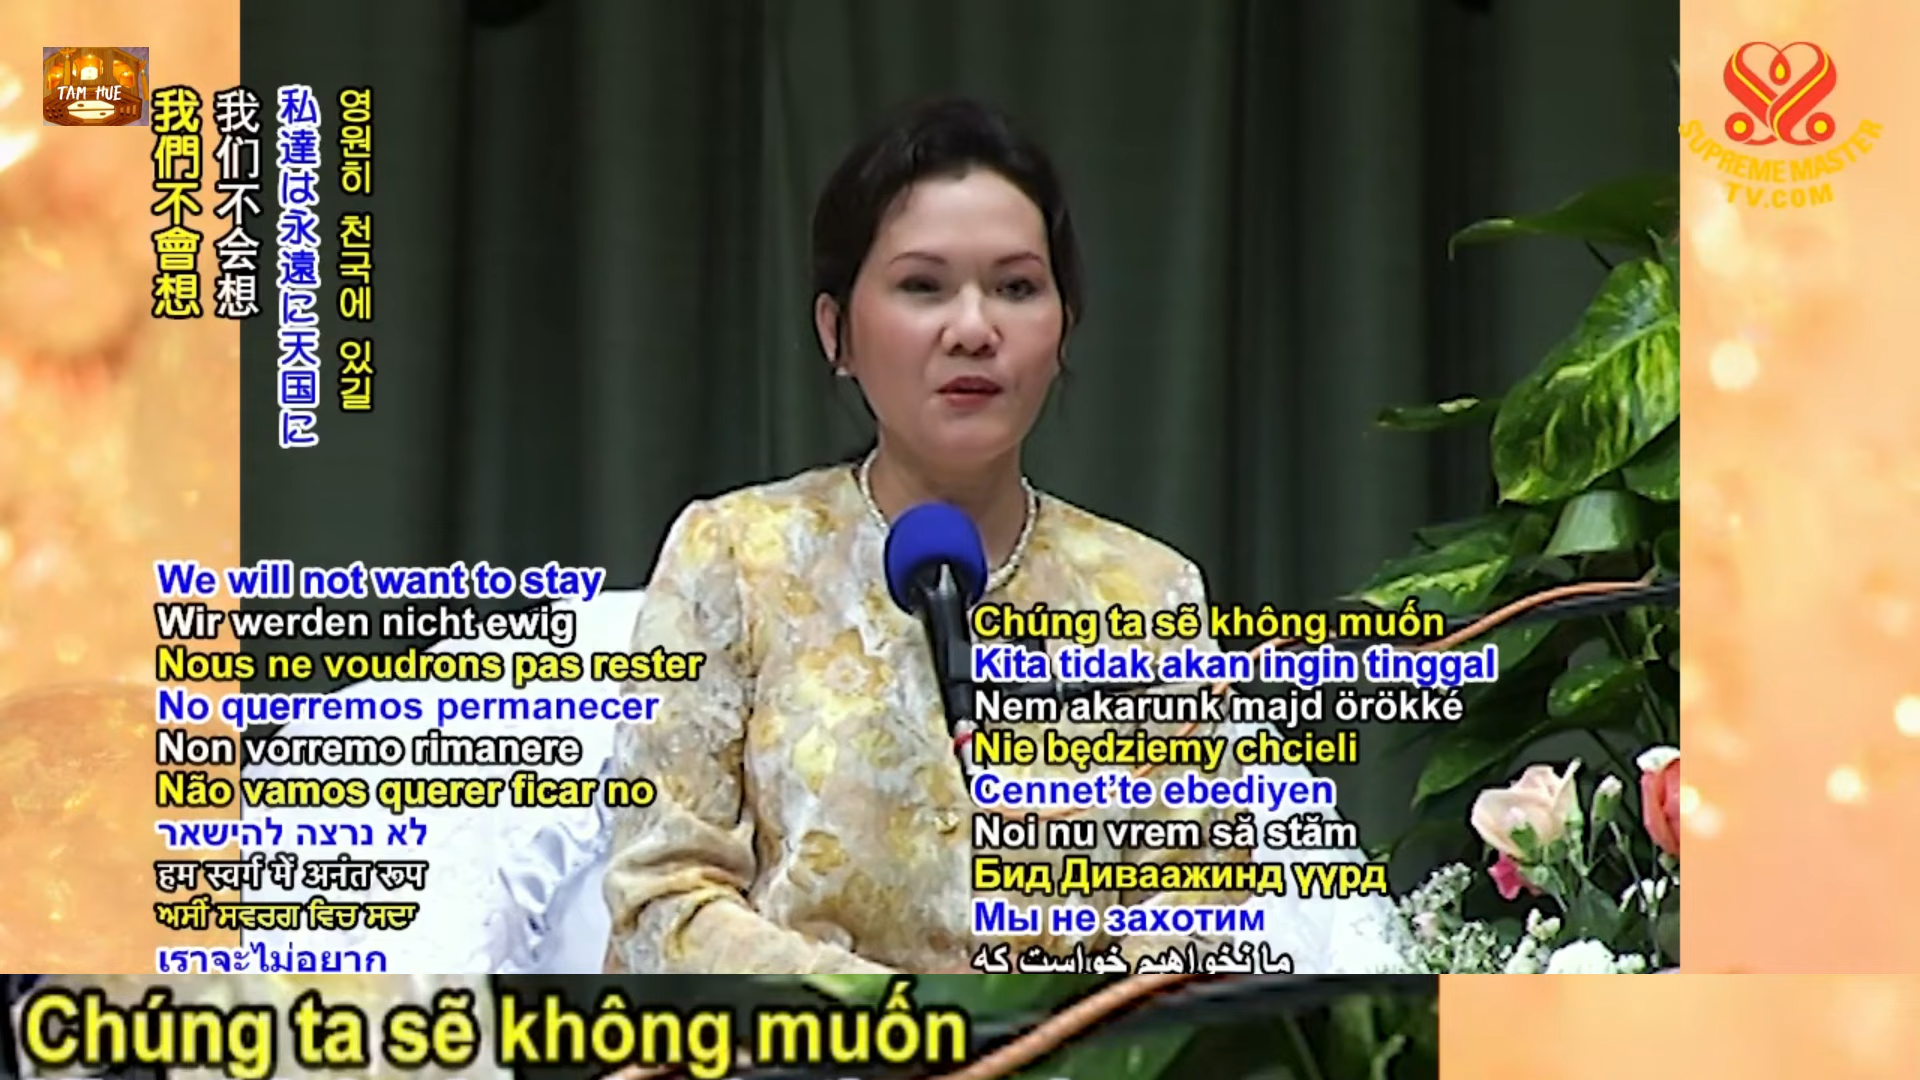 TAM HUE
我們不會想
我们不会想
私達は永遠に天国に
영원히 천국에 있길
SUPREME MASTER
TV.COM
We will not want to stay
Wir werden nicht ewig
Nous ne voudrons pas rester
No querremos permanecer
Non vorremo rimanere
Não vamos querer ficar no
לא נרצה להישאר
हम स्वर्ग में अनंत रूप
ਅਸੀਂ ਸਵਰਗ ਵਿਚ ਸਦਾ
เราจะไม่อยาก
Chúng ta sẽ không muốn
Kita tidak akan ingin tinggal
Nem akarunk majd örökké
Nie będziemy chcieli
Cennet’te ebediyen
Noi nu vrem să stăm
Бид Диваажинд үүрд
Мы не захотим
ما نخواهیم خواست که
Chúng ta sẽ không muốn